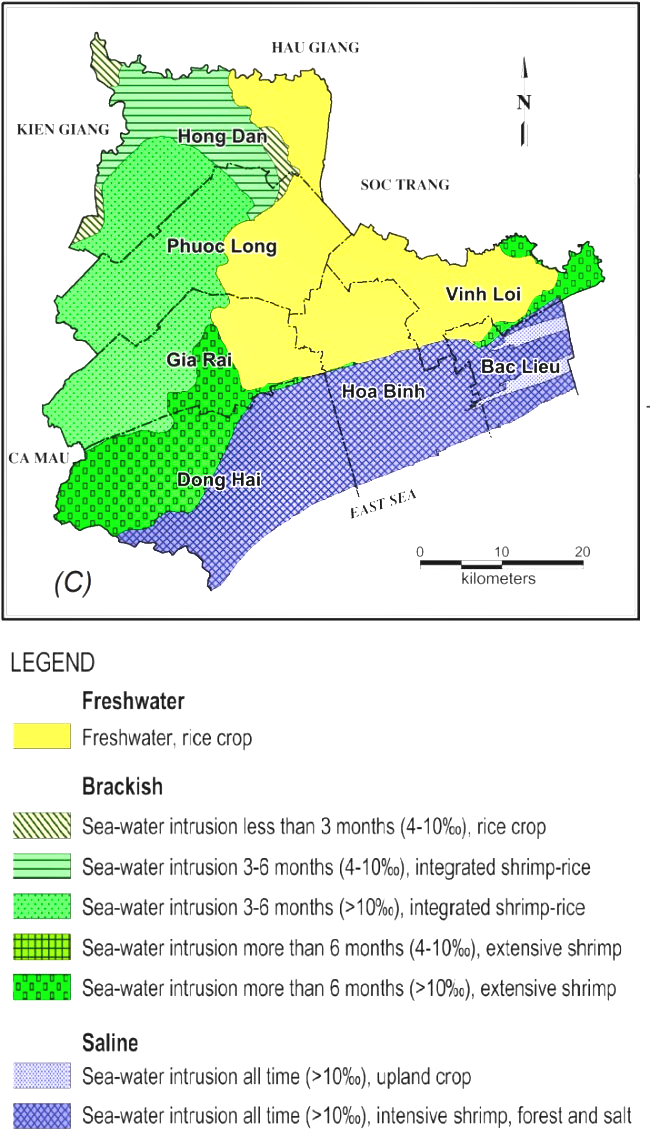 HAU GIANG
N
KIEN GIANG
Hong Dan
SOC TRANG
Phuoc Long
Vinh Loi
Gia Rai
Bac Lieu
Hoa Binh
CA MAU
Dong Hai
EAST SEA
0 10 20
kilometers
(C)
LEGEND
Freshwater
Freshwater, rice crop
Brackish
Sea-water intrusion less than 3 months (4-10‰), rice crop
Sea-water intrusion 3-6 months (4-10‰), integrated shrimp-rice
Sea-water intrusion 3-6 months (>10‰), integrated shrimp-rice
Sea-water intrusion more than 6 months (4-10‰), extensive shrimp
Sea-water intrusion more than 6 months (>10‰), extensive shrimp
Saline
Sea-water intrusion all time (>10‰), upland crop
Sea-water intrusion all time (>10‰), intensive shrimp, forest and salt